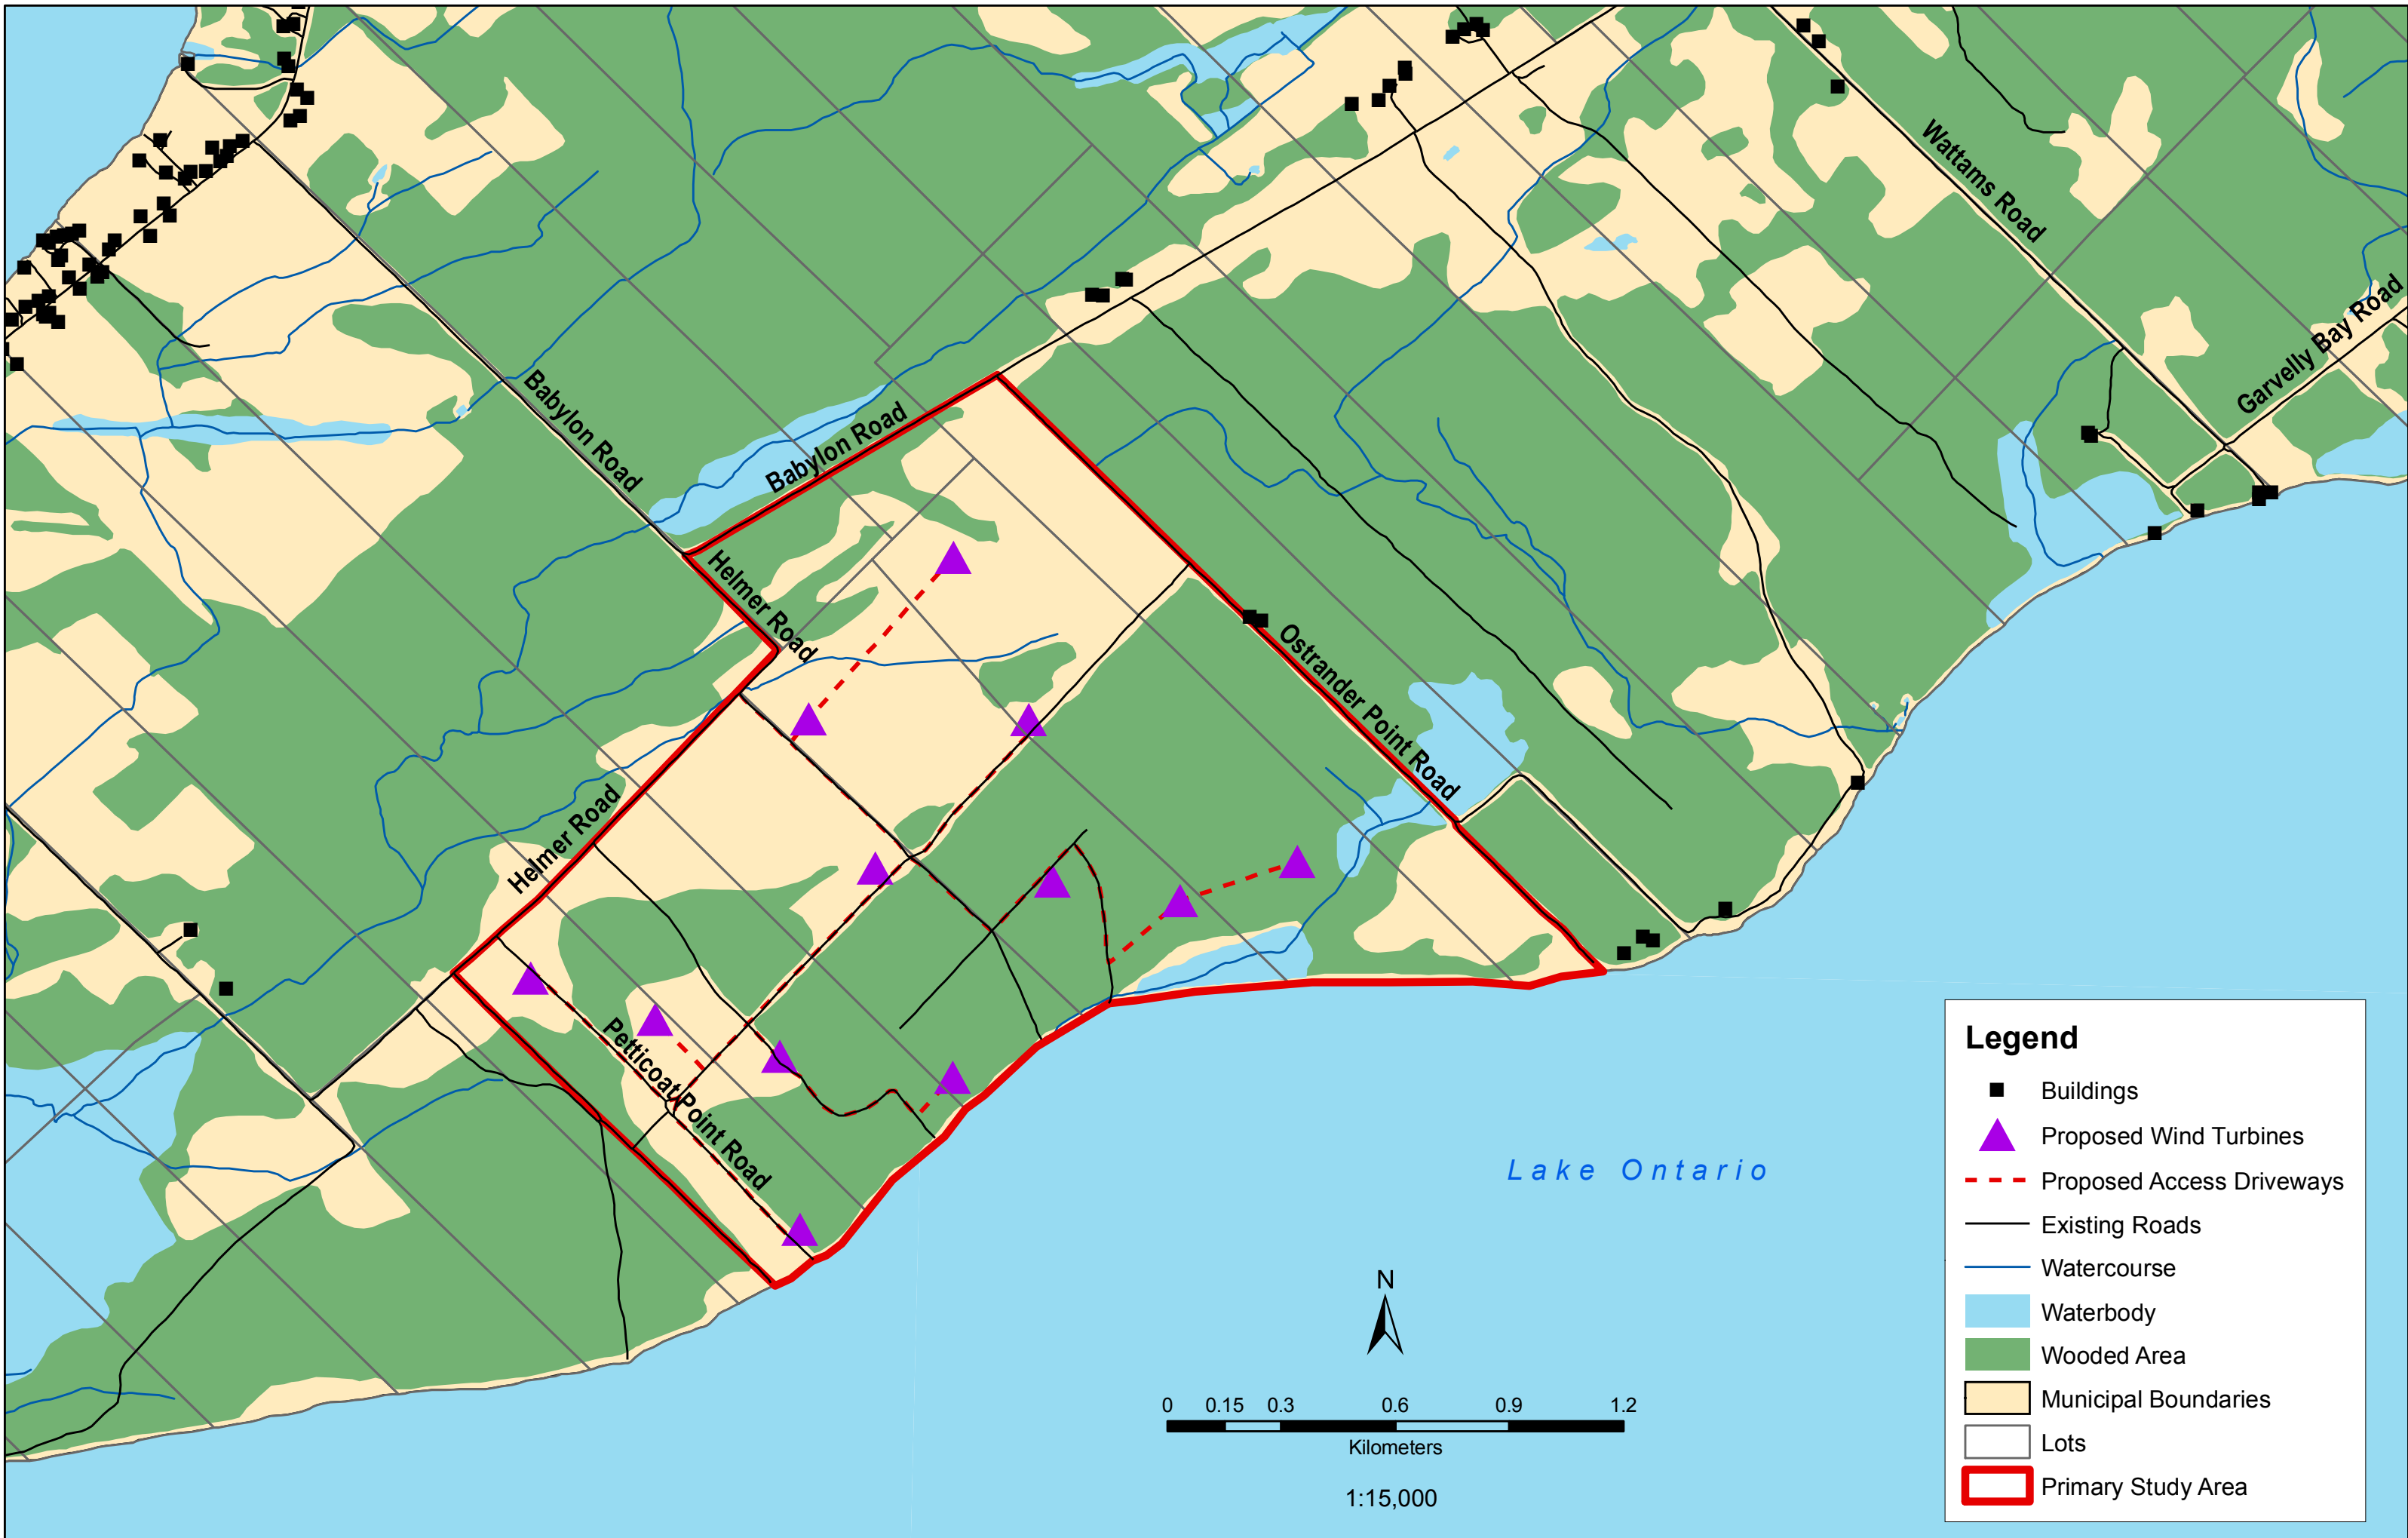 Wattams Road
Garvelly Bay Road
Babylon Road
Babylon Road
Helmer Road
Ostrander Point Road
Helmer Road
Petticoat Point Road
Lake Ontario
N
0 0.15 0.3 0.6 0.9 1.2
Kilometers
1:15,000
Legend
Buildings
Proposed Wind Turbines
Proposed Access Driveways
Existing Roads
Watercourse
Waterbody
Wooded Area
Municipal Boundaries
Lots
Primary Study Area